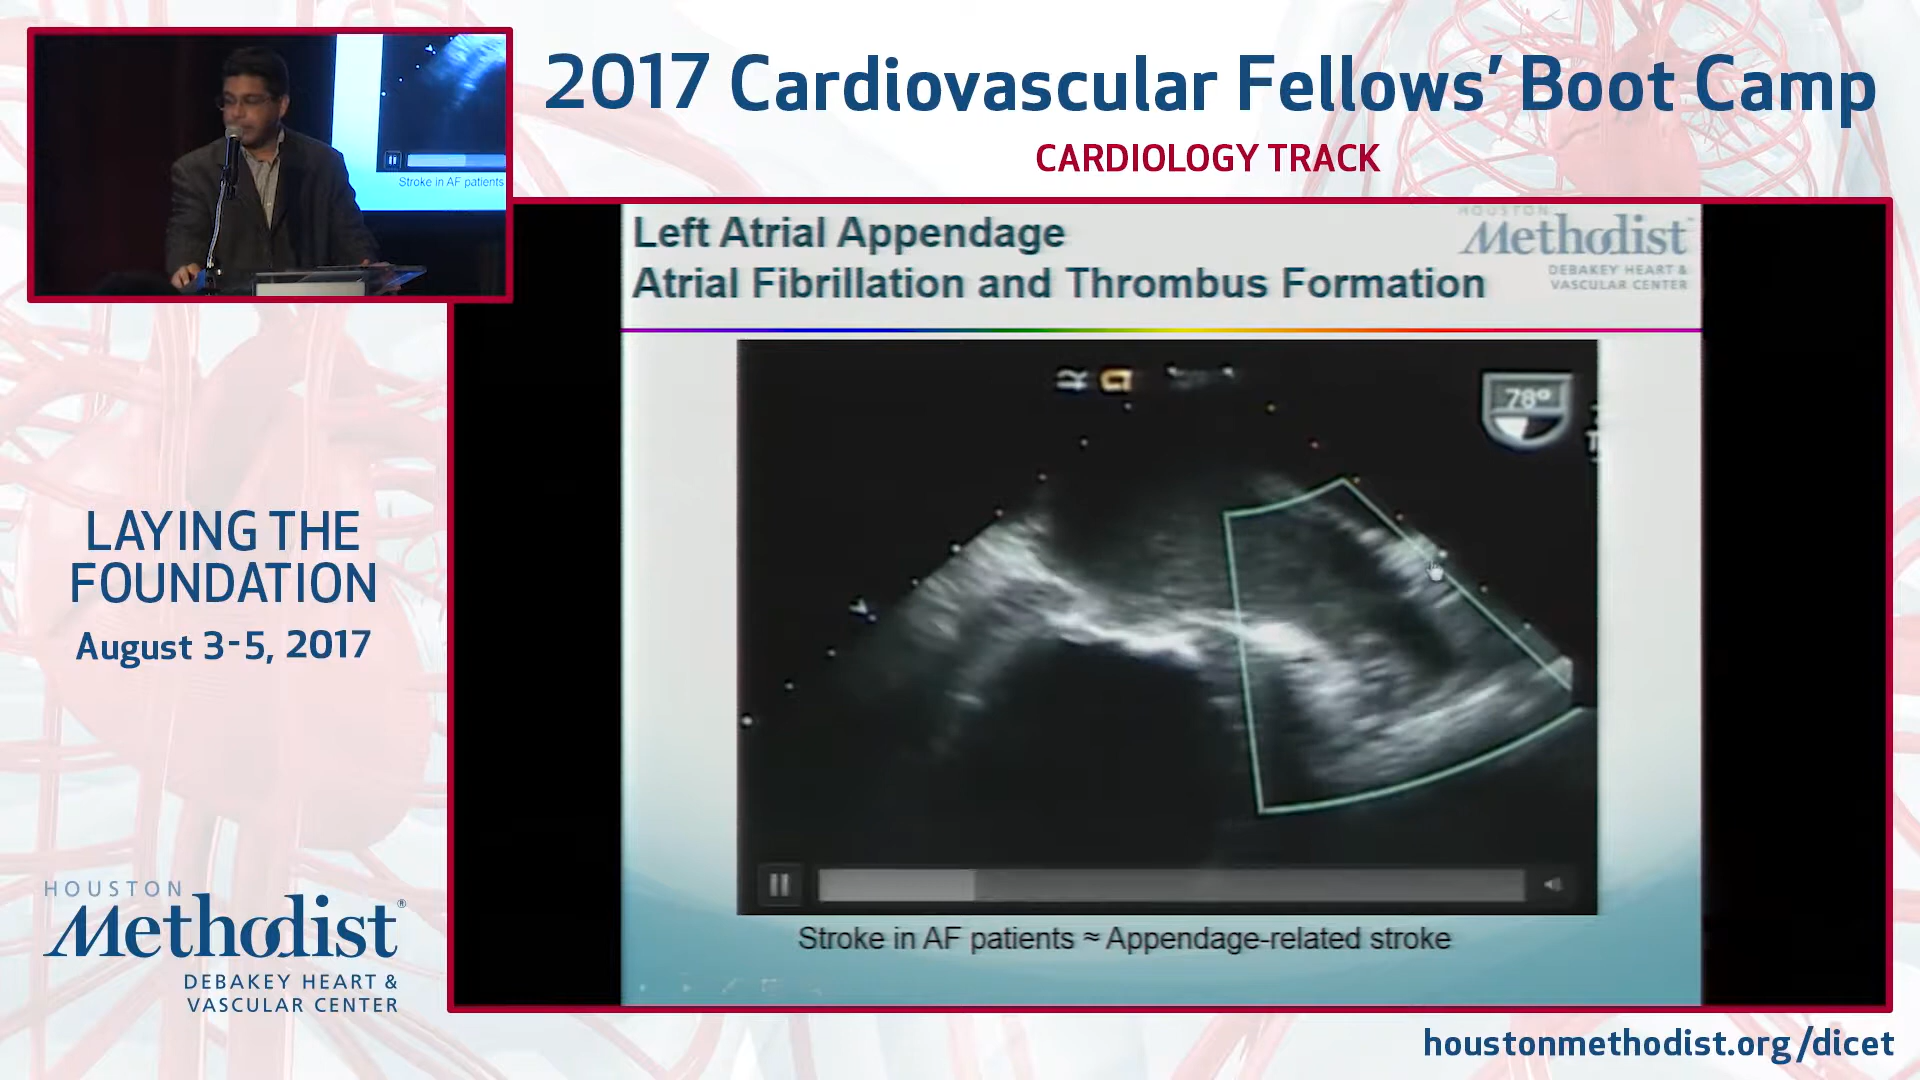 2017 Cardiovascular Fellows’ Boot Camp
CARDIOLOGY TRACK
Stroke in AF patients
Left Atrial Appendage
Atrial Fibrillation and Thrombus Formation
HOUSTON
Methodist
DEBAKEY HEART &
VASCULAR CENTER
78°
Stroke in AF patients ≈ Appendage-related stroke
LAYING THE
FOUNDATION
August 3-5, 2017
HOUSTON
Methodist®
DEBAKEY HEART &
VASCULAR CENTER
houstonmethodist.org/dicet